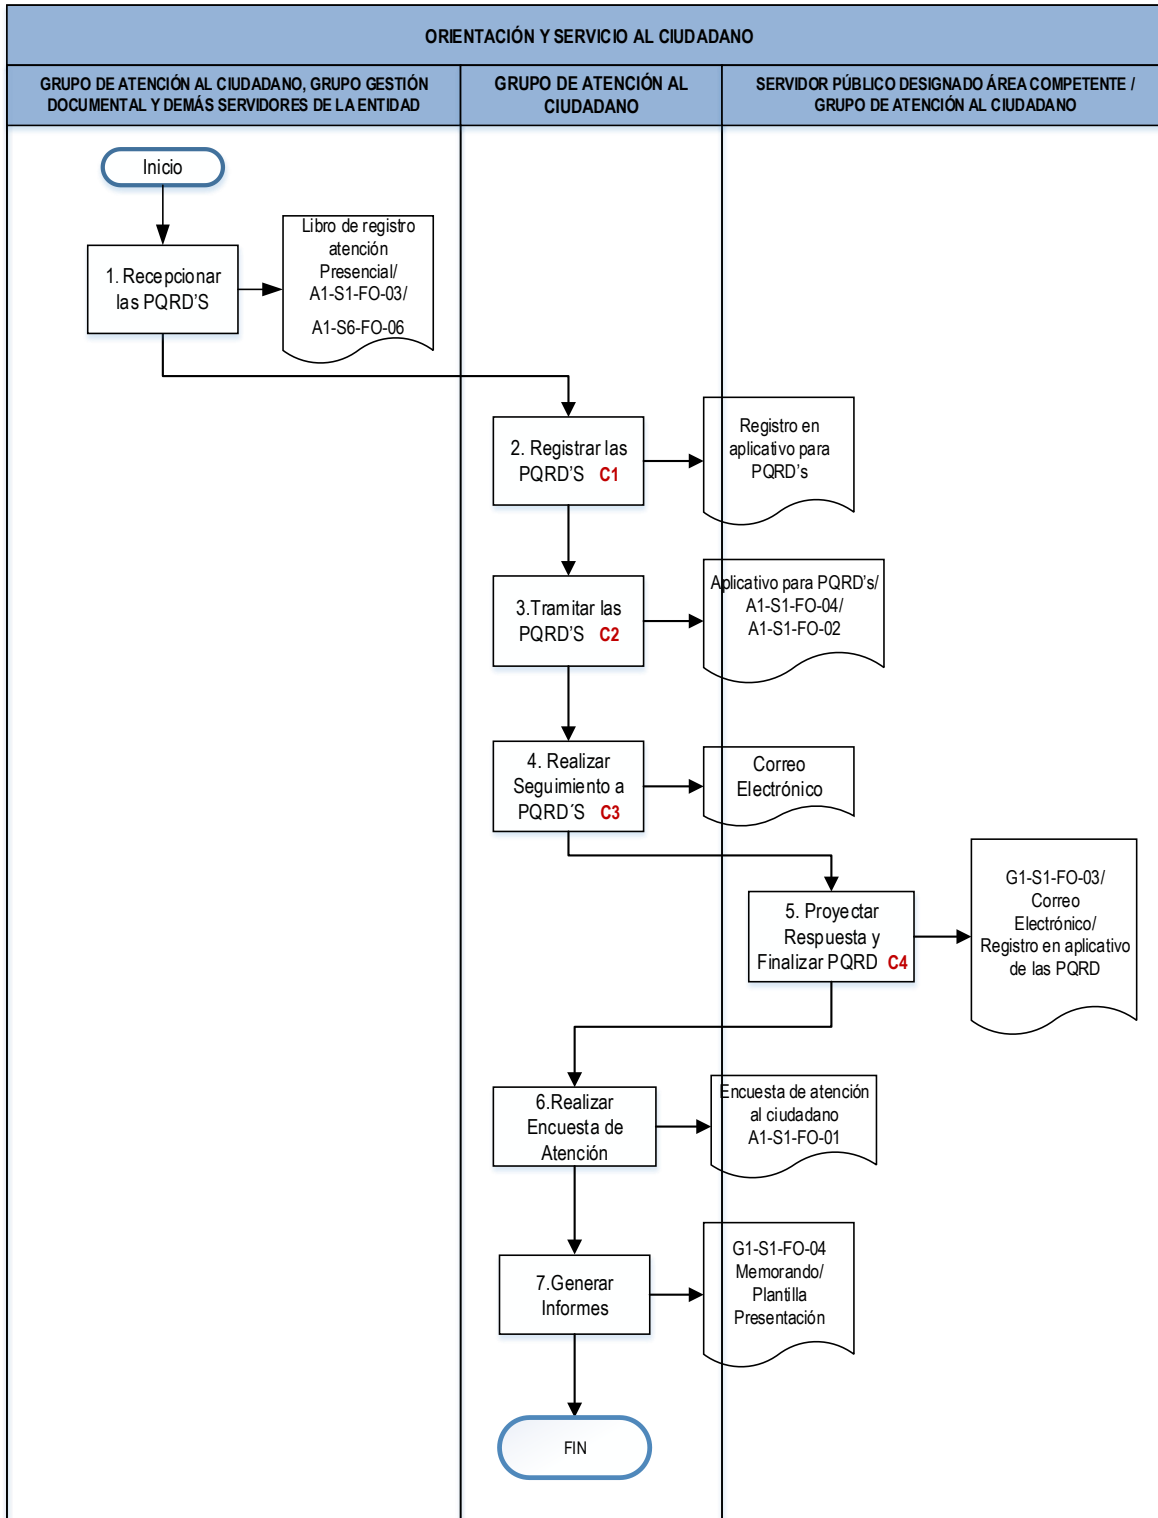 ORIENTACIÓN Y SERVICIO AL CIUDADANO
GRUPO DE ATENCIÓN AL CIUDADANO, GRUPO GESTIÓN
DOCUMENTAL Y DEMÁS SERVIDORES DE LA ENTIDAD
GRUPO DE ATENCIÓN AL
CIUDADANO
SERVIDOR PÚBLICO DESIGNADO ÁREA COMPETENTE /
GRUPO DE ATENCIÓN AL CIUDADANO
Inicio
1. Recepcionar
las PQRD'S
Libro de registro
atención
Presencial/
A1-S1-FO-03/
A1-S6-FO-06
2. Registrar las
PQRD'S C1
Registro en
aplicativo para
PQRD's
3.Tramitar las
PQRD'S C2
Aplicativo para PQRD's/
A1-S1-FO-04/
A1-S1-FO-02
4. Realizar
Seguimiento a
PQRD´S C3
Correo
Electrónico
5. Proyectar
Respuesta y
Finalizar PQRD C4
G1-S1-FO-03/
Correo
Electrónico/
Registro en aplicativo
de las PQRD
6.Realizar
Encuesta de
Atención
Encuesta de atención
al ciudadano
A1-S1-FO-01
7.Generar
Informes
G1-S1-FO-04
Memorando/
Plantilla
Presentación
FIN